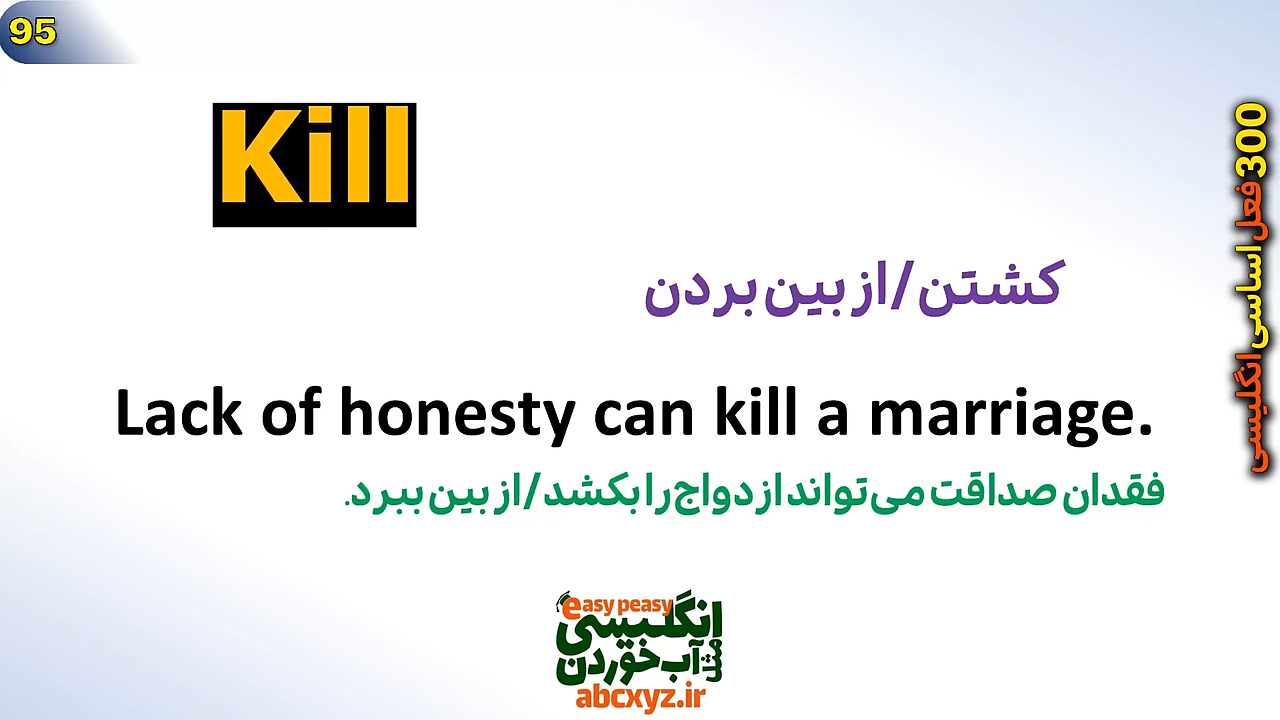 95
Kill
کشتن/از بین بردن
Lack of honesty can kill a marriage.
فقدان صداقت می‌تواند ازدواج را بکشد/از بین ببرد.
300 فعل اساسی انگلیسی
easy peasy
انگلیسی
مثل آب خوردن
abcxyz.ir